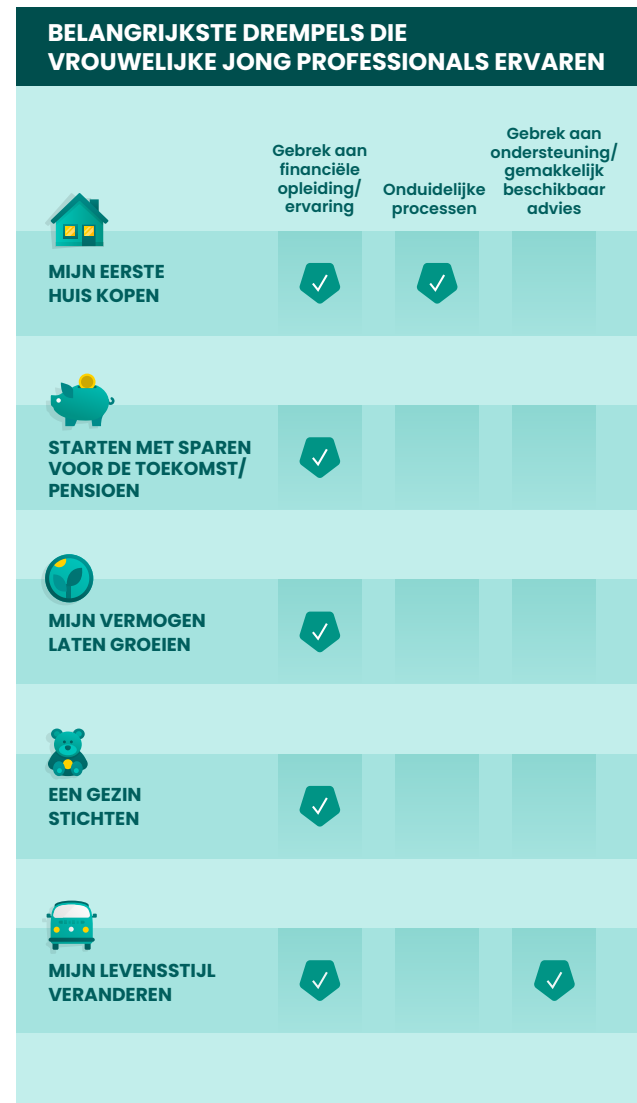 BELANGRIJKSTE DREMPELS DIE
VROUWELIJKE JONG PROFESSIONALS ERVAREN
Gebrek aan
financiële
opleiding/
ervaring
Onduidelijke
processen
Gebrek aan
ondersteuning/
gemakkelijk
beschikbaar
advies
MIJN EERSTE
HUIS KOPEN
STARTEN MET SPAREN
VOOR DE TOEKOMST/
PENSIOEN
MIJN VERMOGEN
LATEN GROEIEN
EEN GEZIN
STICHTEN
MIJN LEVENSSTIJL
VERANDEREN